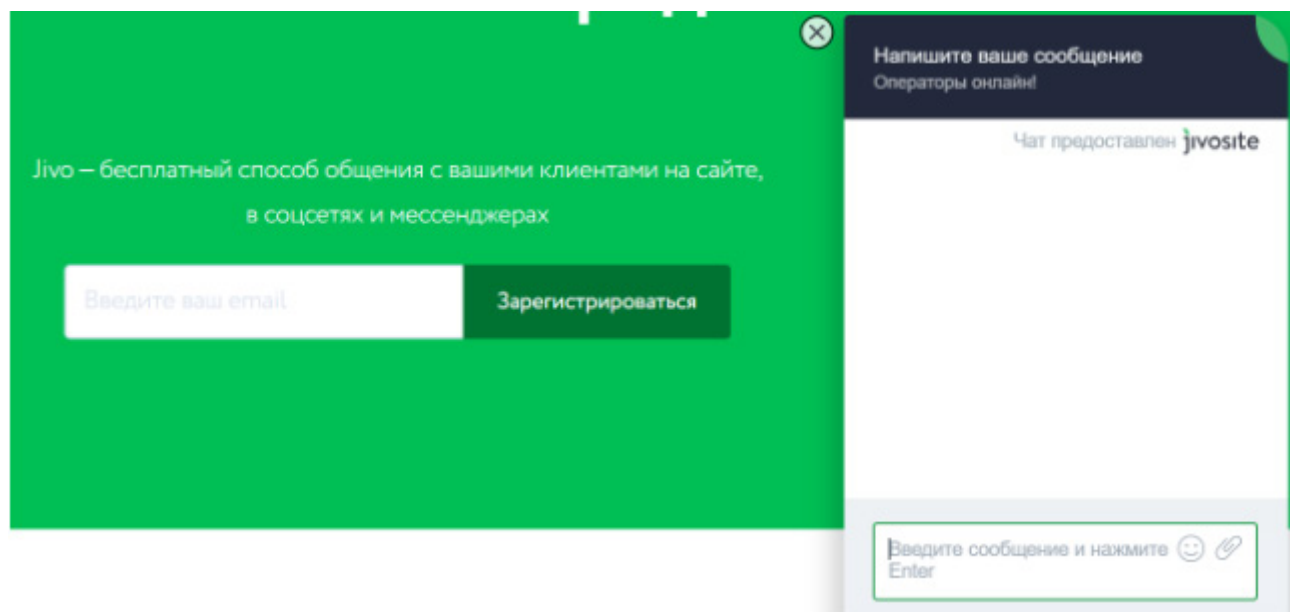 Jivo – бесплатный способ общения с вашими клиентами на сайте,
в соцсетях и мессенджерах
Введите ваш email
Зарегистрироваться
Напишите ваше сообщение
Операторы онлайн!
Чат предоставлен jivosite
Введите сообщение и нажмите
Enter